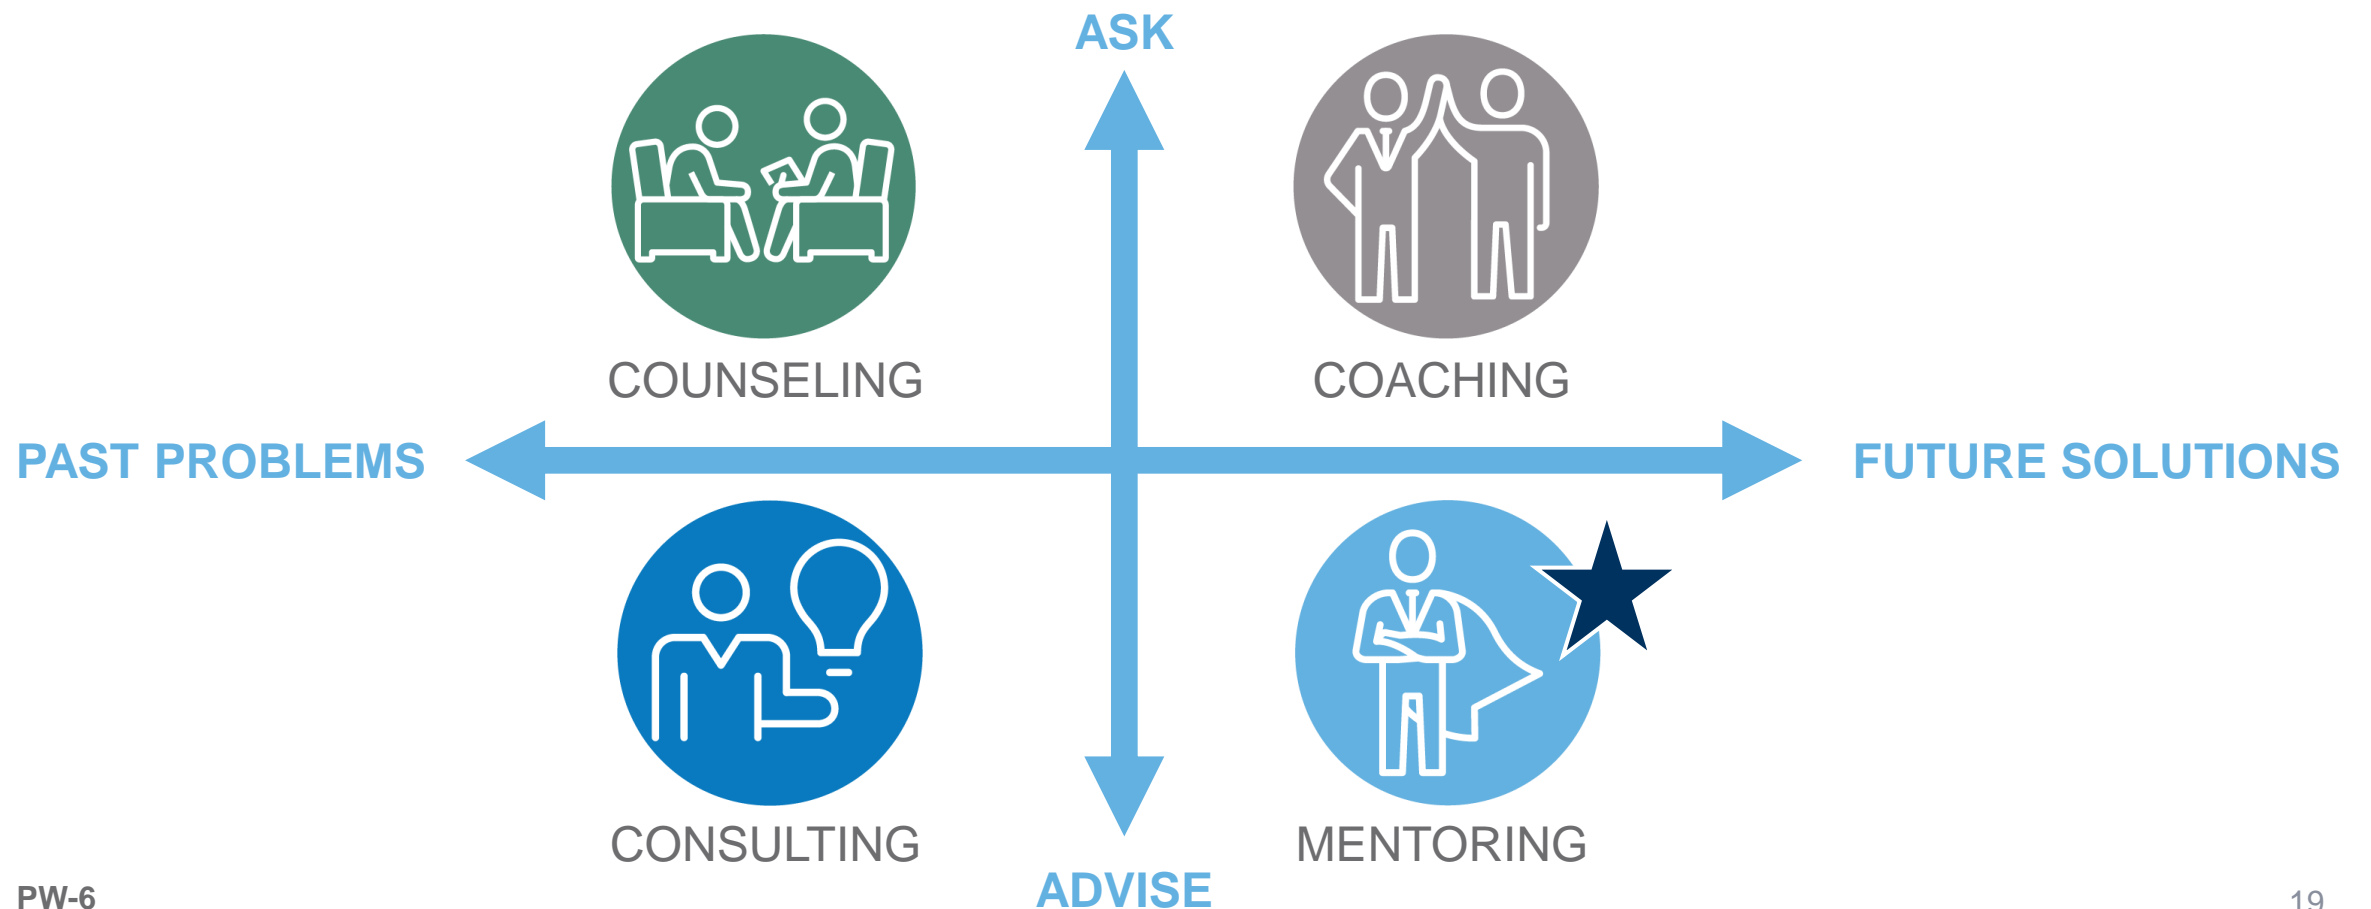 ASK
COUNSELING
COACHING
PAST PROBLEMS
FUTURE SOLUTIONS
CONSULTING
MENTORING
ADVISE
PW-6
19